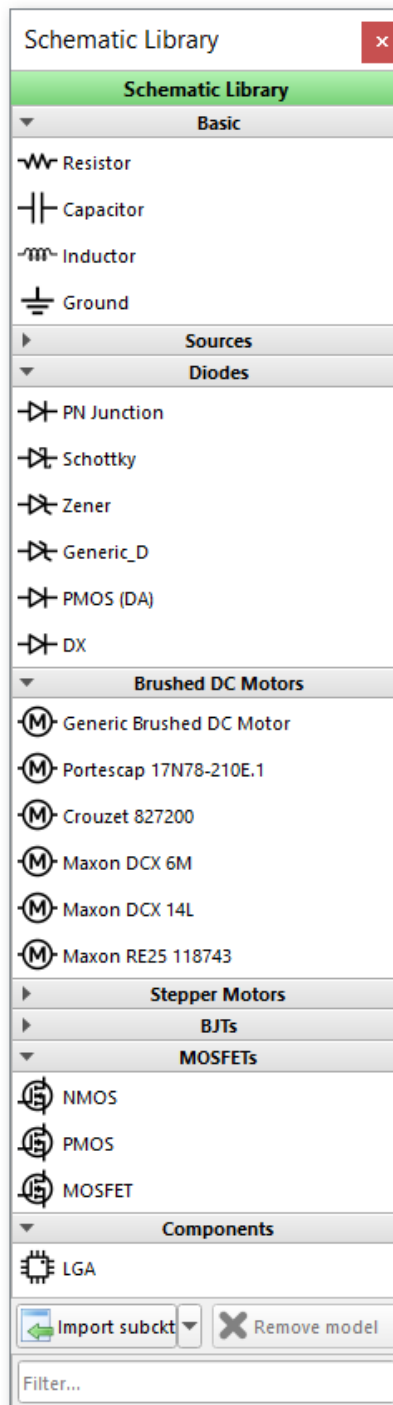 Schematic Library
Schematic Library
Basic
Resistor
Capacitor
Inductor
Ground
Sources
Diodes
PN Junction
Schottky
Zener
Generic_D
PMOS (DA)
DX
Brushed DC Motors
M Generic Brushed DC Motor
M Portescap 17N78-210E.1
M Crouzet 827200
M Maxon DCX 6M
M Maxon DCX 14L
M Maxon RE25 118743
Stepper Motors
BJTs
MOSFETs
NMOS
PMOS
MOSFET
Components
LGA
Import subckt Remove model
Filter...